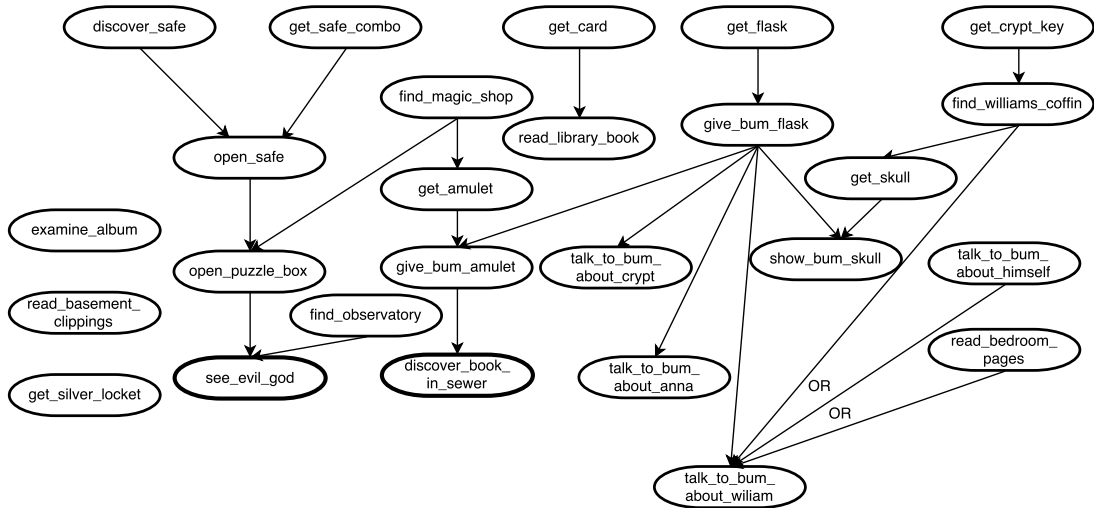 discover_safe
get_safe_combo
get_card
get_flask
get_crypt_key
find_magic_shop
find_williams_coffin
read_library_book
give_bum_flask
open_safe
get_amulet
get_skull
examine_album
open_puzzle_box
give_bum_amulet
talk_to_bum_
about_crypt
show_bum_skull
talk_to_bum_
about_himself
read_basement_
clippings
find_observatory
read_bedroom_
pages
see_evil_god
discover_book_
in_sewer
talk_to_bum_
about_anna
get_silver_locket
OR
OR
talk_to_bum_
about_wiliam